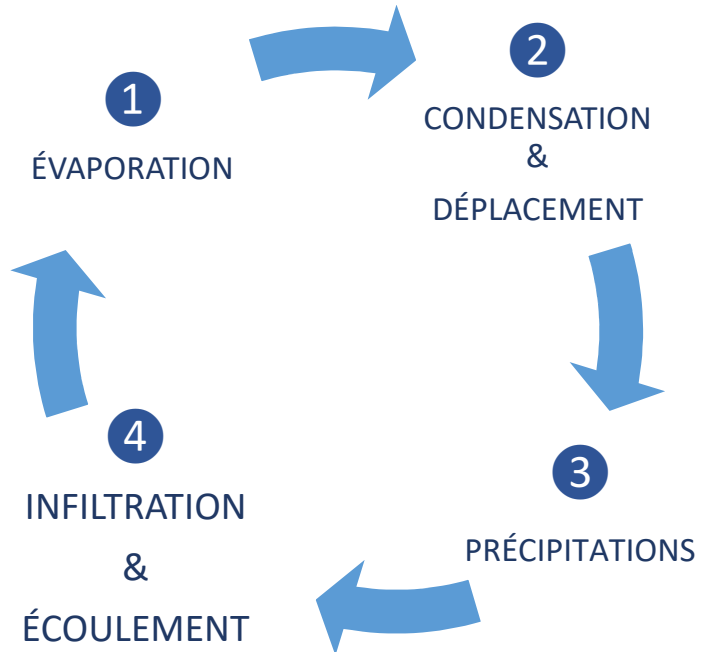 1
ÉVAPORATION
2
CONDENSATION
&
DÉPLACEMENT
3
PRÉCIPITATIONS
4
INFILTRATION
&
ÉCOULEMENT